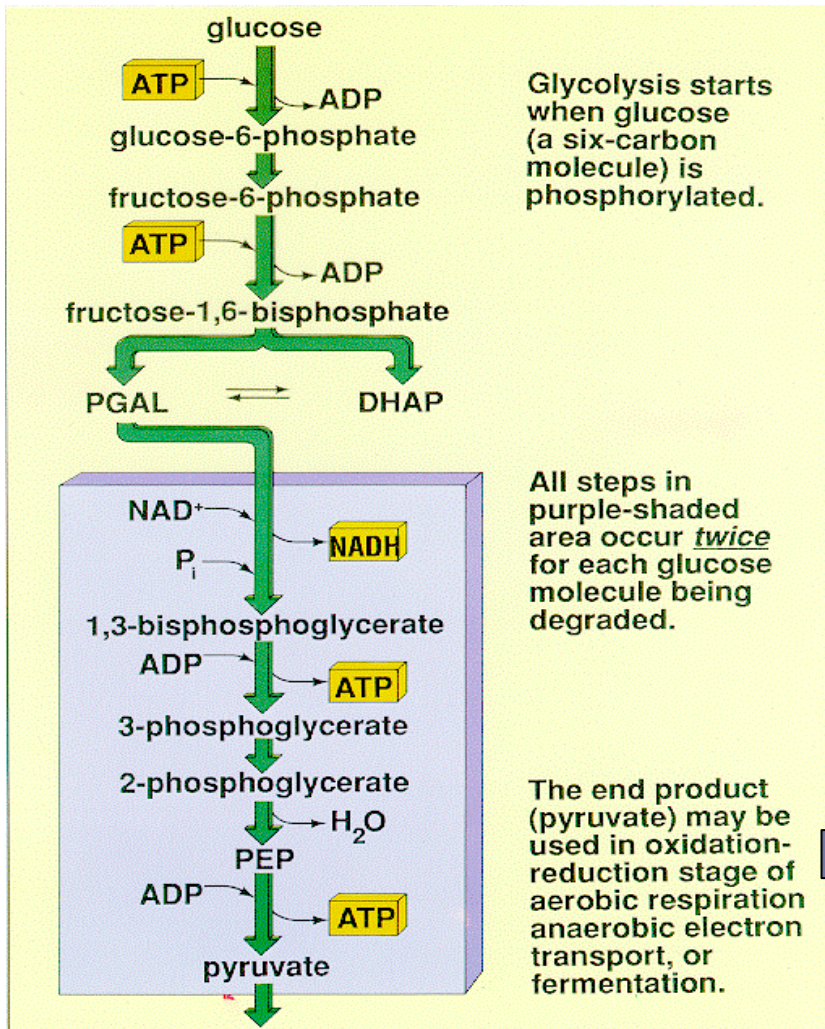 glucose
ATP
ADP
glucose-6-phosphate
fructose-6-phosphate
ATP
ADP
fructose-1,6-bisphosphate
PGAL
DHAP
NAD+
NADH
Pi
1,3-bisphosphoglycerate
ADP
ATP
3-phosphoglycerate
2-phosphoglycerate
H2O
PEP
ADP
ATP
pyruvate
Glycolysis starts
when glucose
(a six-carbon
molecule) is
phosphorylated.
All steps in
purple-shaded
area occur twice
for each glucose
molecule being
degraded.
The end product
(pyruvate) may be
used in oxidation-
reduction stage of
aerobic respiration
anaerobic electron
transport, or
fermentation.